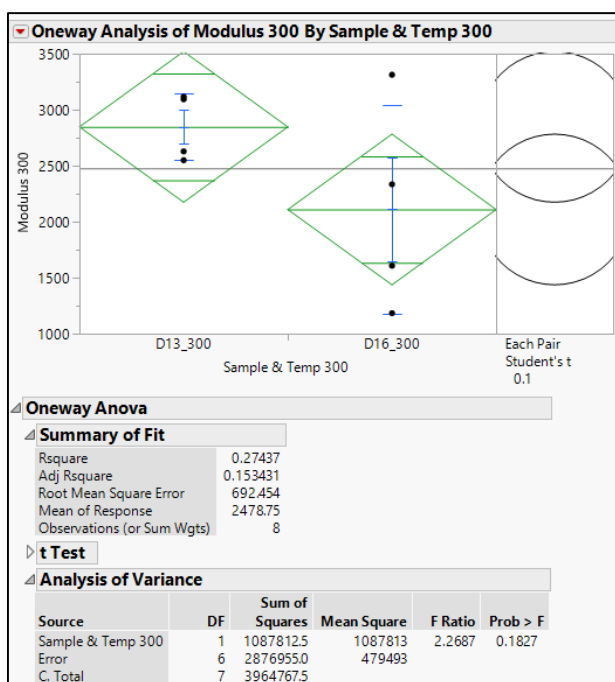 Oneway Analysis of Modulus 300 By Sample & Temp 300
3500
3000
2500
2000
1500
1000
Modulus 300
D13_300
D16_300
Sample & Temp 300
Each Pair
Student's t
0.1
Oneway Anova
Summary of Fit
Rsquare 0.27437
Adj Rsquare 0.153431
Root Mean Square Error 692.454
Mean of Response 2478.75
Observations (or Sum Wgts) 8
t Test
Analysis of Variance
Source DF Sum of Squares Mean Square F Ratio Prob > F
Sample & Temp 300 1 1087812.5 1087813 2.2687 0.1827
Error 6 2876955.0 479493
C. Total 7 3964767.5